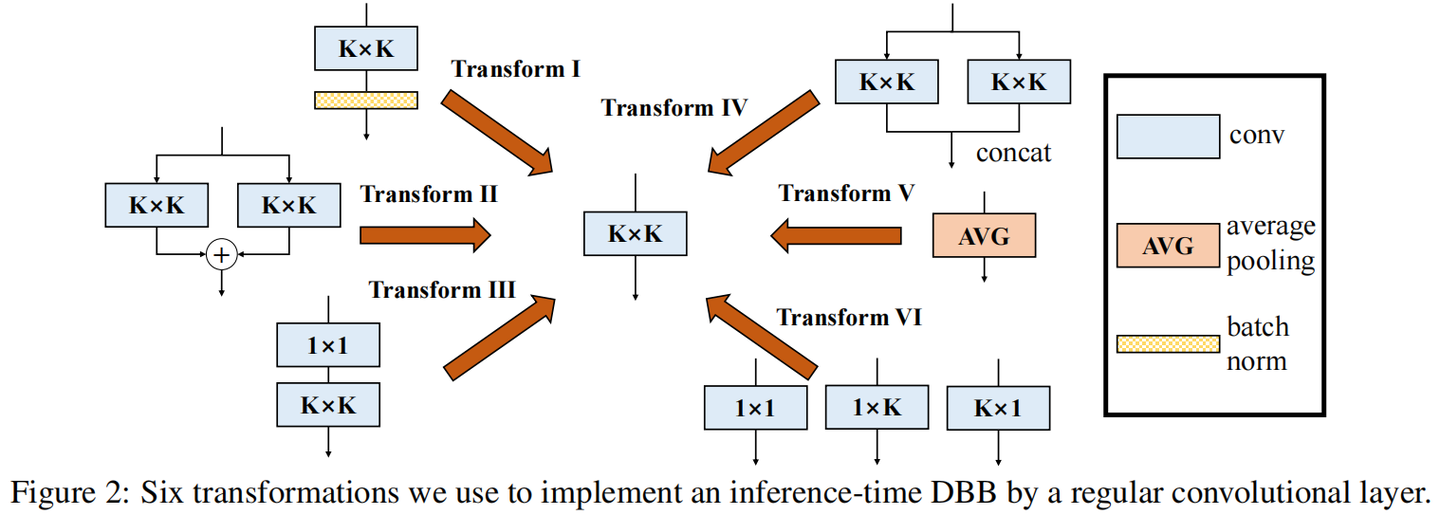 K×K
Transform I
K×K
K×K
Transform II
+
1×1
K×K
Transform III
K×K
K×K
K×K
concat
Transform IV
AVG
Transform V
1×1
1×K
K×1
Transform VI
K×K
conv
AVG
average
pooling
batch
norm
Figure 2: Six transformations we use to implement an inference-time DBB by a regular convolutional layer.